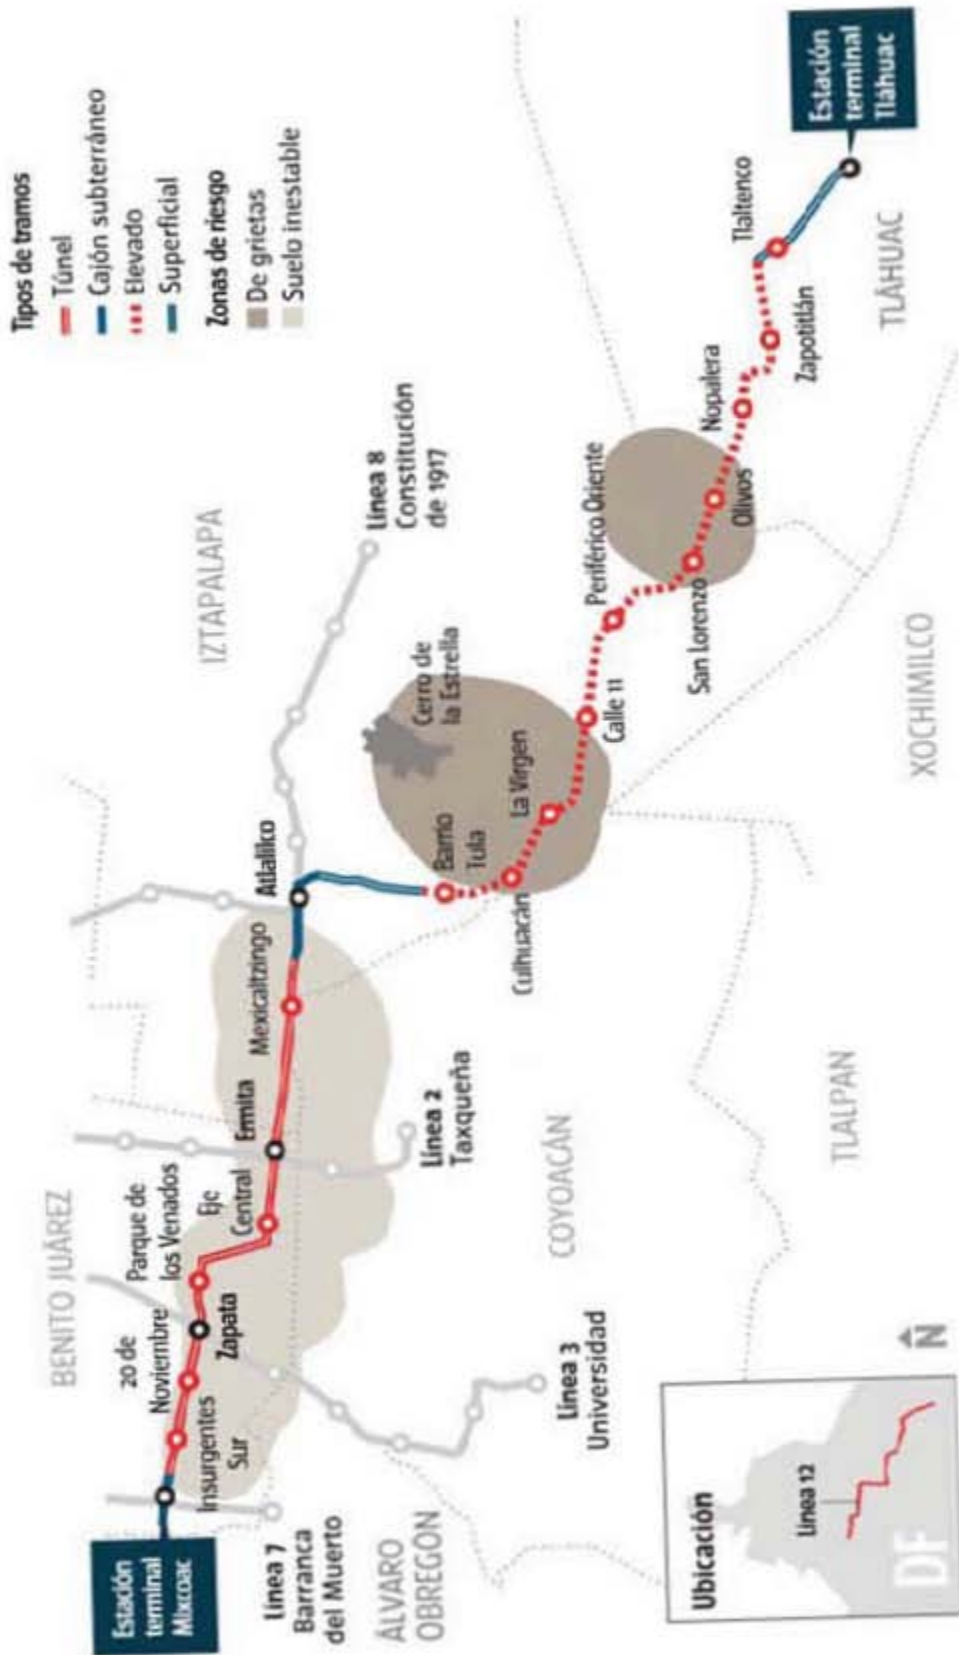 Tipos de tramos
Túnel
Cajón subterráneo
Elevado
Superficial
Zonas de riesgo
De grietas
Suelo inestable
BENITO JUÁREZ
IZTAPALAPA
Estación
terminal
Mixcoac
Insurgentes
Sur
20 de
Noviembre
Zapata
Parque de
los Venados
Eje
Central
Ermita
Mexicaltzingo
Atlaliko
Línea 8
Constitución
de 1917
Cerro de
la Estrella
Barrio
Tula
Culhuacán
La Virgen
Calle 11
Periférico Oriente
San Lorenzo
Olivos
Nopalera
Zapotitlán
Tlaltenco
Estación
terminal
Tláhuac
Línea 7
Barranca
del Muerto
ALVARO
OBREGON
Línea 3
Universidad
Línea 2
Taxqueña
COYOACÁN
TLALPAN
XOCHIMILCO
TLÁHUAC
Ubicación
Línea 12
DF
N